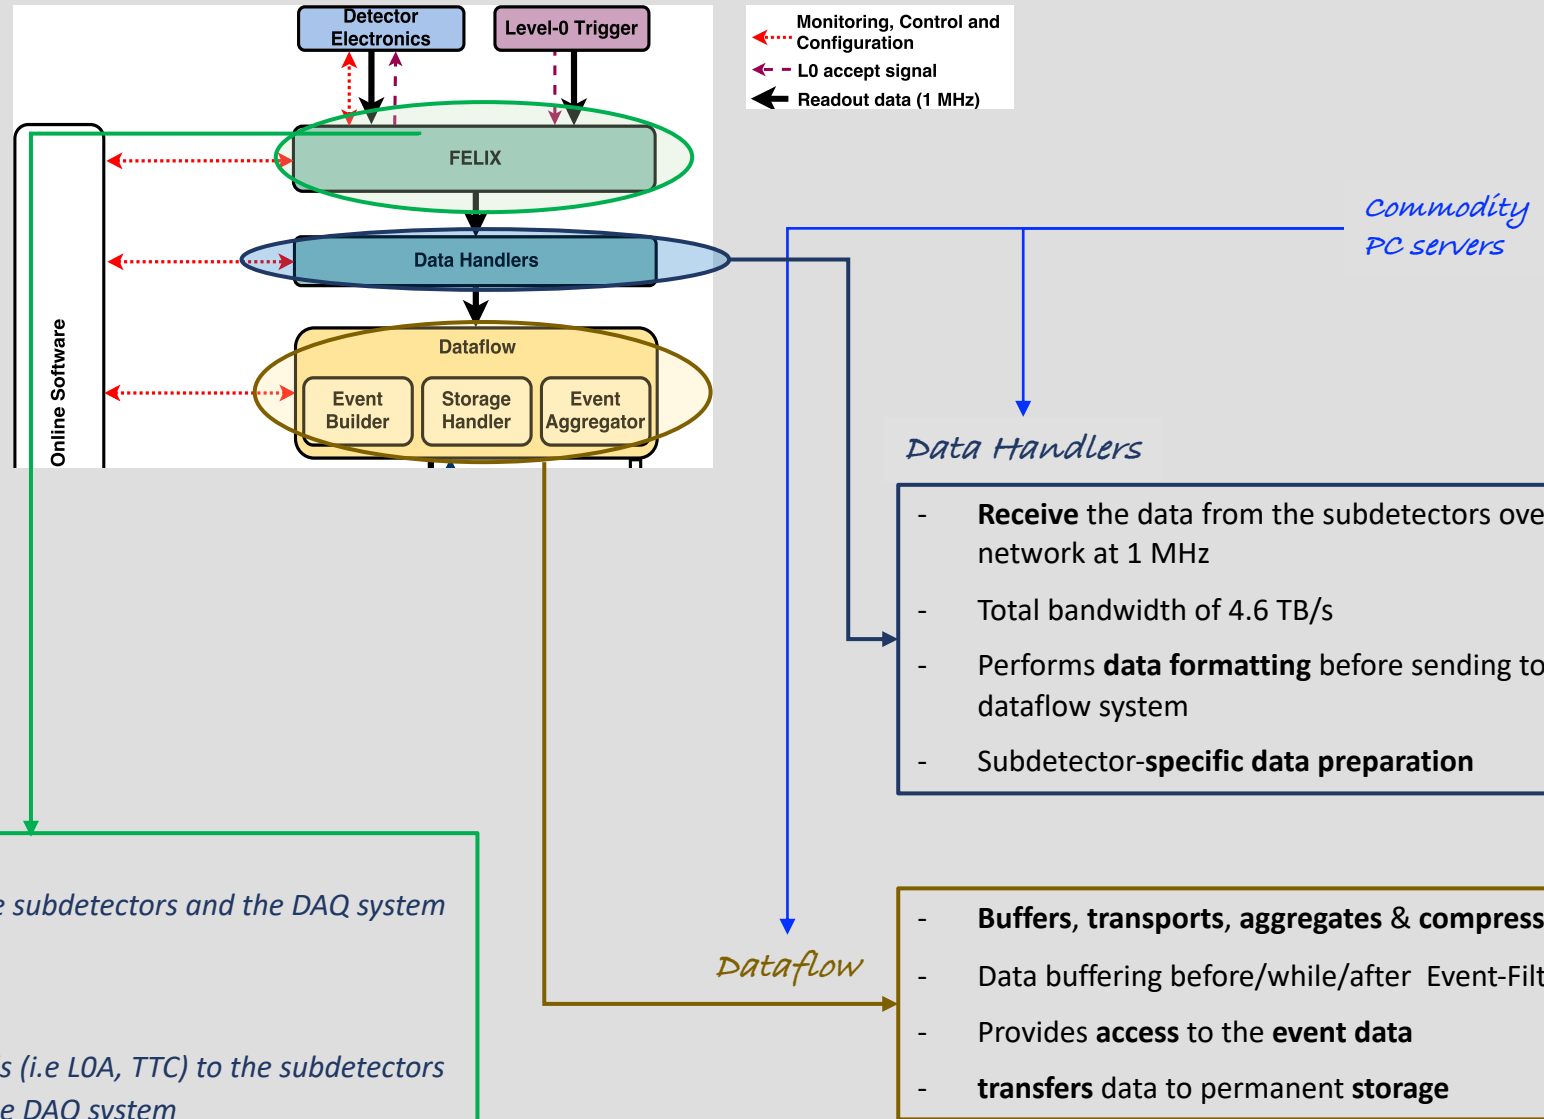 Detector
Electronics
Level-0 Trigger
Monitoring, Control and
Configuration
L0 accept signal
Readout data (1 MHz)
FELIX
Data Handlers
Online Software
Dataflow
Event
Builder
Storage
Handler
Event
Aggregator
Commodity
PC servers
Data Handlers
- Receive the data from the subdetectors ove
network at 1 MHz
- Total bandwidth of 4.6 TB/s
- Performs data formatting before sending to
dataflow system
- Subdetector-specific data preparation
e subdetectors and the DAQ system
s (i.e L0A, TTC) to the subdetectors
e DAQ system
Dataflow
- Buffers, transports, aggregates & compress
- Data buffering before/while/after Event-Filt
- Provides access to the event data
- transfers data to permanent storage